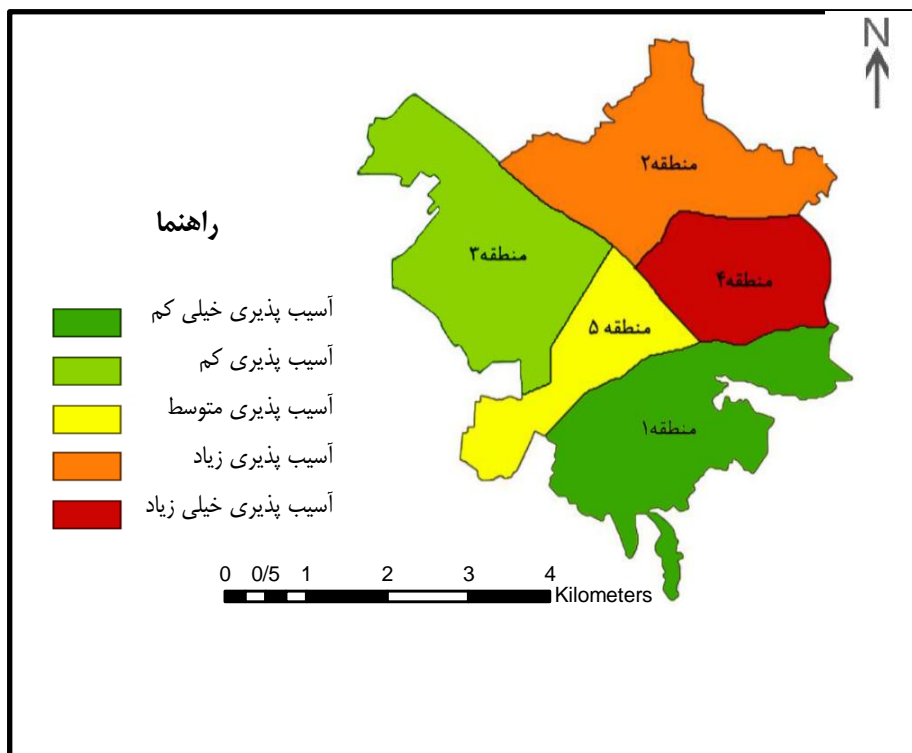 N
منطقه۲
منطقه۳
منطقه۴
منطقه ۵
منطقه۱
راهنما
آسیب پذیری خیلی کم
آسیب پذیری کم
آسیب پذیری متوسط
آسیب پذیری زیاد
آسیب پذیری خیلی زیاد
0 0/5 1 2 3 4
Kilometers